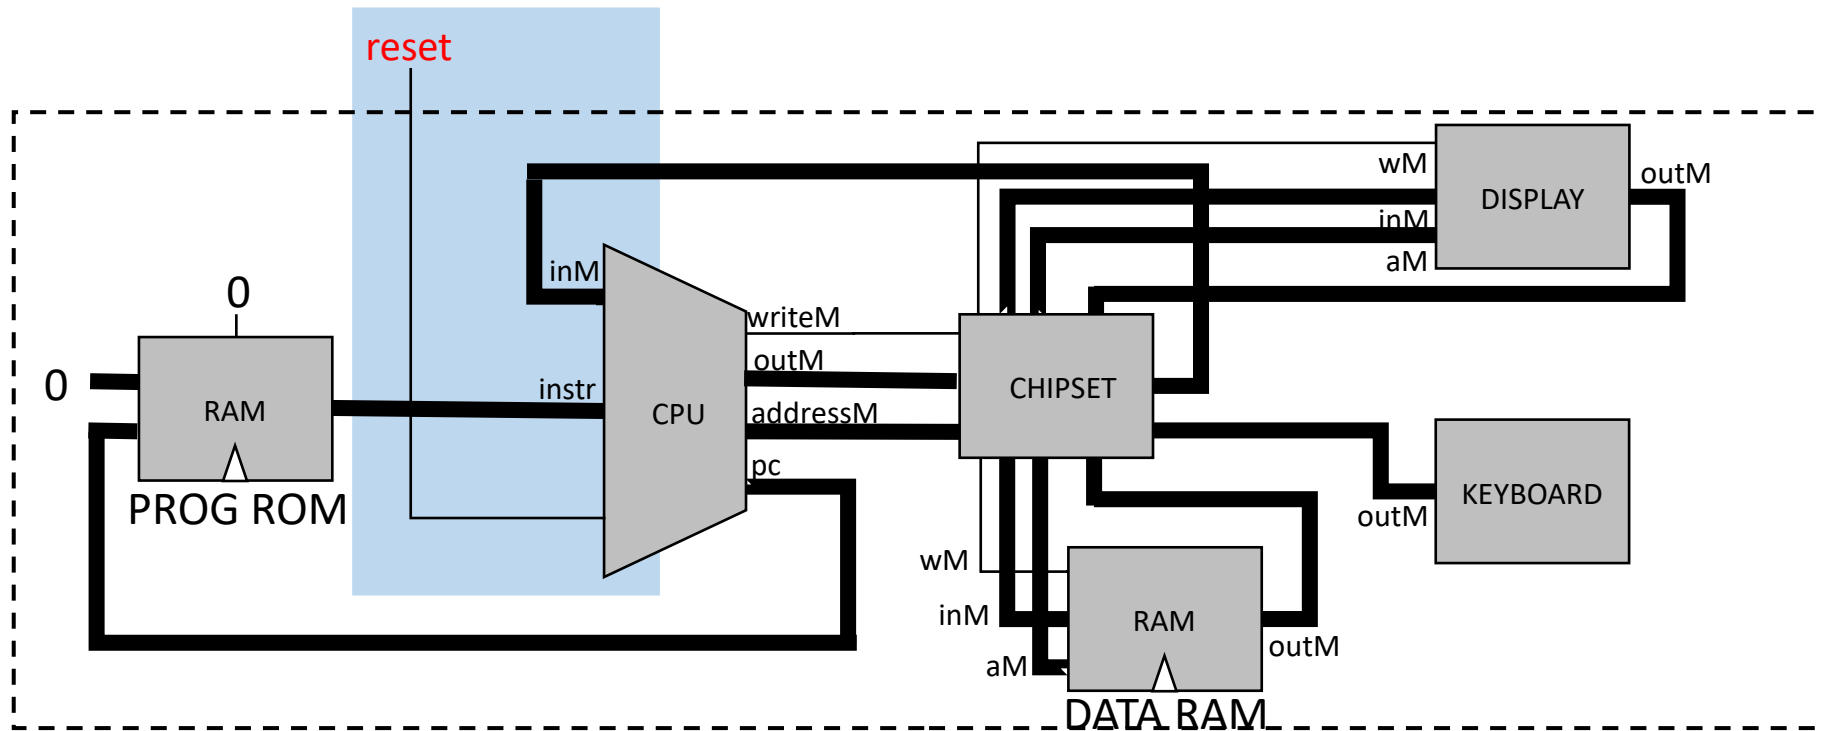 reset
wM
outM
DISPLAY
inM
aM
inM
0
writeM
outM
0
instr
CHIPSET
RAM
CPU
addressM
pc
KEYBOARD
PROG ROM
outM
wM
inM
RAM
outM
aM
DATA RAM